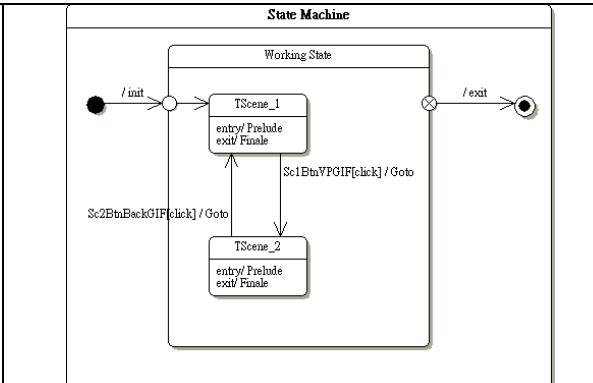 State Machine
Working State
/ init
/ exit
TScene_1
entry/ Prelude
exit/ Finale
Sc1BtnVPGIF[click] / Goto
Sc2BtnBackGIF[click] / Goto
TScene_2
entry/ Prelude
exit/ Finale